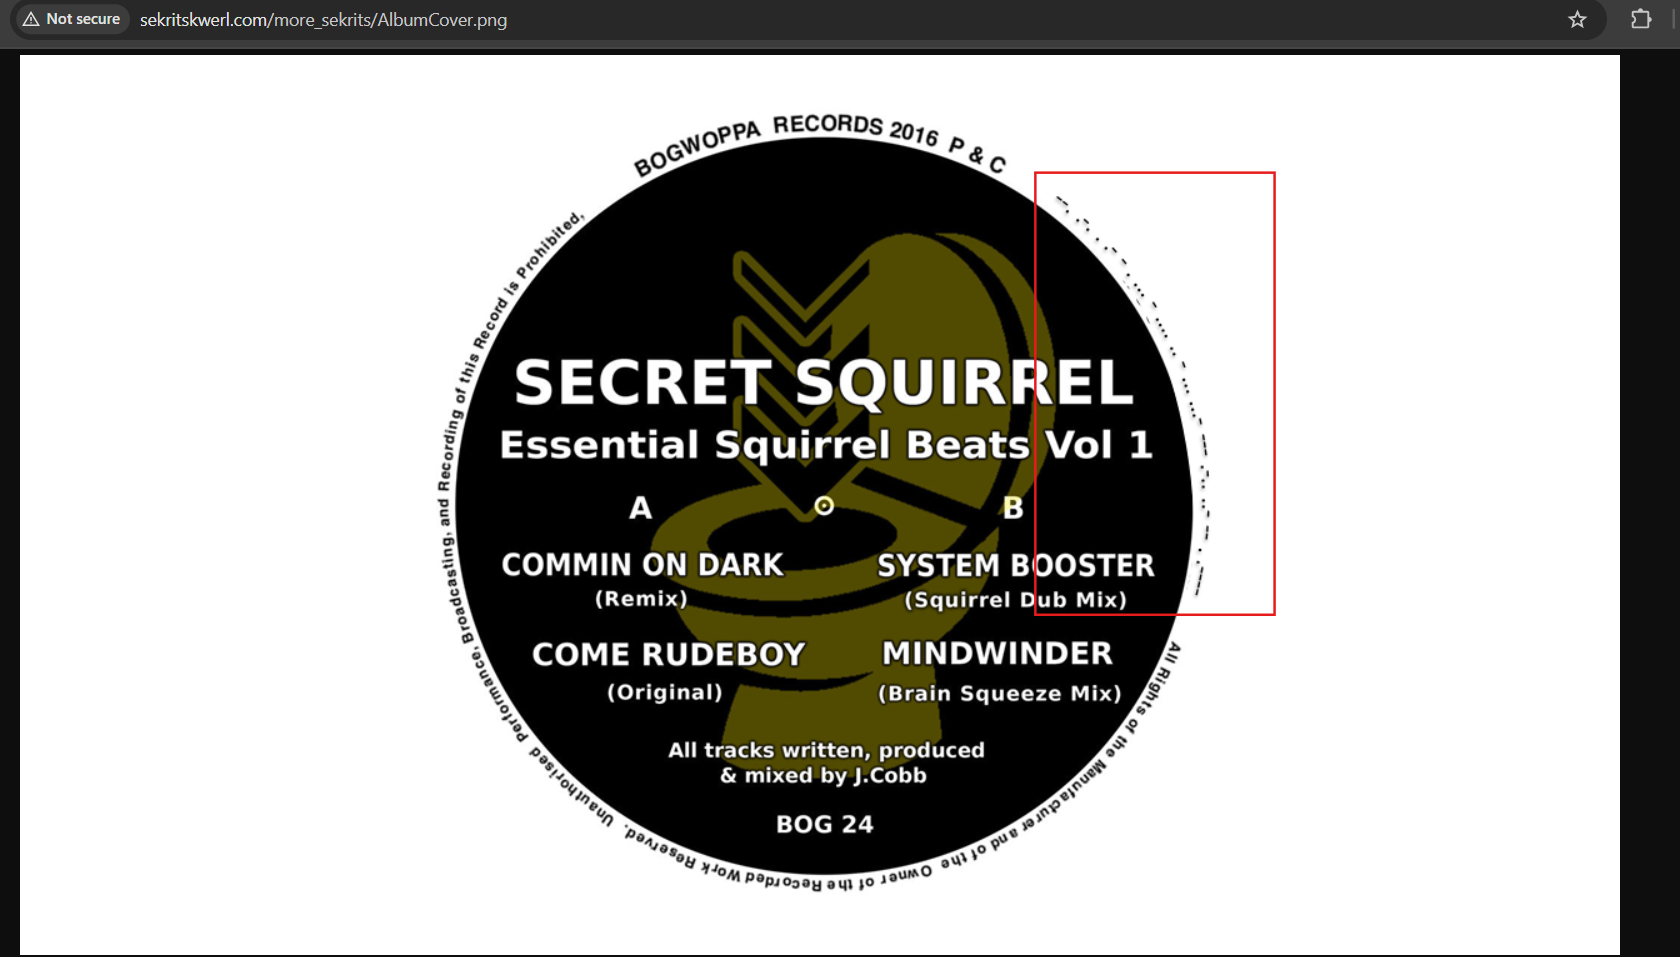 Not secure
sekritskwerl.com/more_sekrits/AlbumCover.png
BOGWOPPA RECORDS 2016 P & C
SECRET SQUIRREL
Essential Squirrel Beats Vol 1
A B
COMMIN ON DARK
(Remix)
SYSTEM BOOSTER
(Squirrel Dub Mix)
COME RUDEBOY
(Original)
MINDWINDER
(Brain Squeeze Mix)
All tracks written, produced
& mixed by J.Cobb
BOG 24
All Rights of the Manufacturer and of the Owner of the Recorded Work Reserved. Unauthorised Performance, Broadcasting, and Recording of this Record is Prohibited,